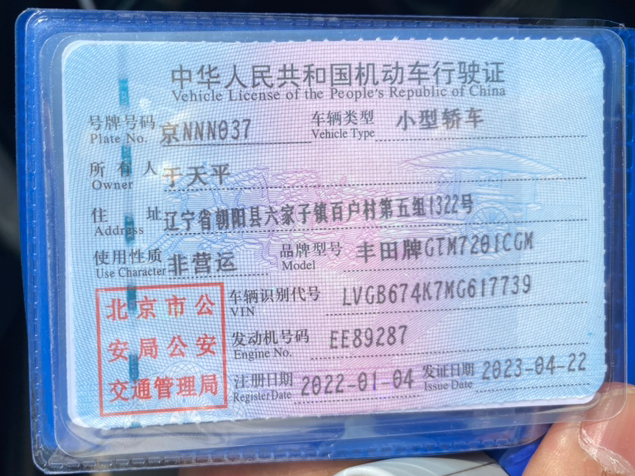 中华人民共和国机动车行驶证
Vehicle License of the People's Republic of China
号牌号码 京NNN037 车辆类型 小型轿车
Plate No. Vehicle Type
所有人 于天平
Owner
住址 辽宁省朝阳县六家子镇百户村第五组1322号
Address
使用性质 非营运 品牌型号 丰田牌GTM7201CGM
Use Character Model
北京市公
安局公安
交通管理局
车辆识别代号 LVGB674K7MG617739
VIN
发动机号码 EE89287
Engine No.
注册日期 2022-01-04 发证日期 2023-04-22
Register Date Issue Date